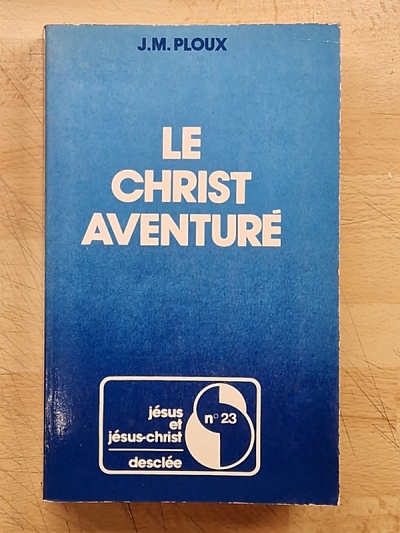 J.M. PLOUX
LE
CHRIST
AVENTURÉ
jésus
et
jésus-christ
n° 23
desclée